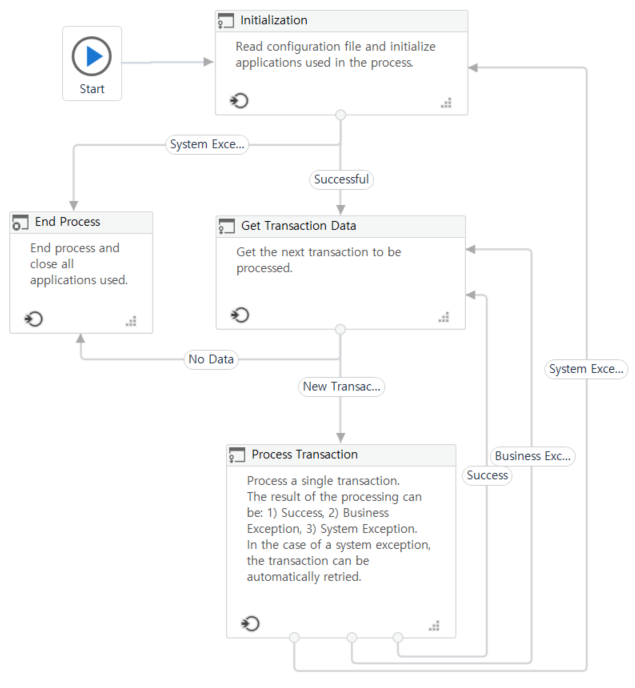 Initialization
Read configuration file and initialize
applications used in the process.
Start
System Exce...
Successful
End Process
End process and
close all
applications used.
Get Transaction Data
Get the next transaction to be
processed.
No Data
New Transac...
System Exce...
Business Exc...
Success
Process Transaction
Process a single transaction.
The result of the processing can
be: 1) Success, 2) Business
Exception, 3) System Exception.
In the case of a system exception,
the transaction can be
automatically retried.